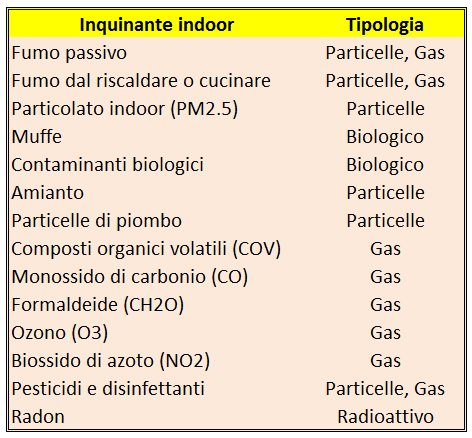 Inquinante indoor Tipologia
Fumo passivo Particelle, Gas
Fumo dal riscaldare o cucinare Particelle, Gas
Particolato indoor (PM2.5) Particelle
Muffe Biologico
Contaminanti biologici Biologico
Amianto Particelle
Particelle di piombo Particelle
Composti organici volatili (COV) Gas
Monossido di carbonio (CO) Gas
Formaldeide (CH2O) Gas
Ozono (O3) Gas
Biossido di azoto (NO2) Gas
Pesticidi e disinfettanti Particelle, Gas
Radon Radioattivo